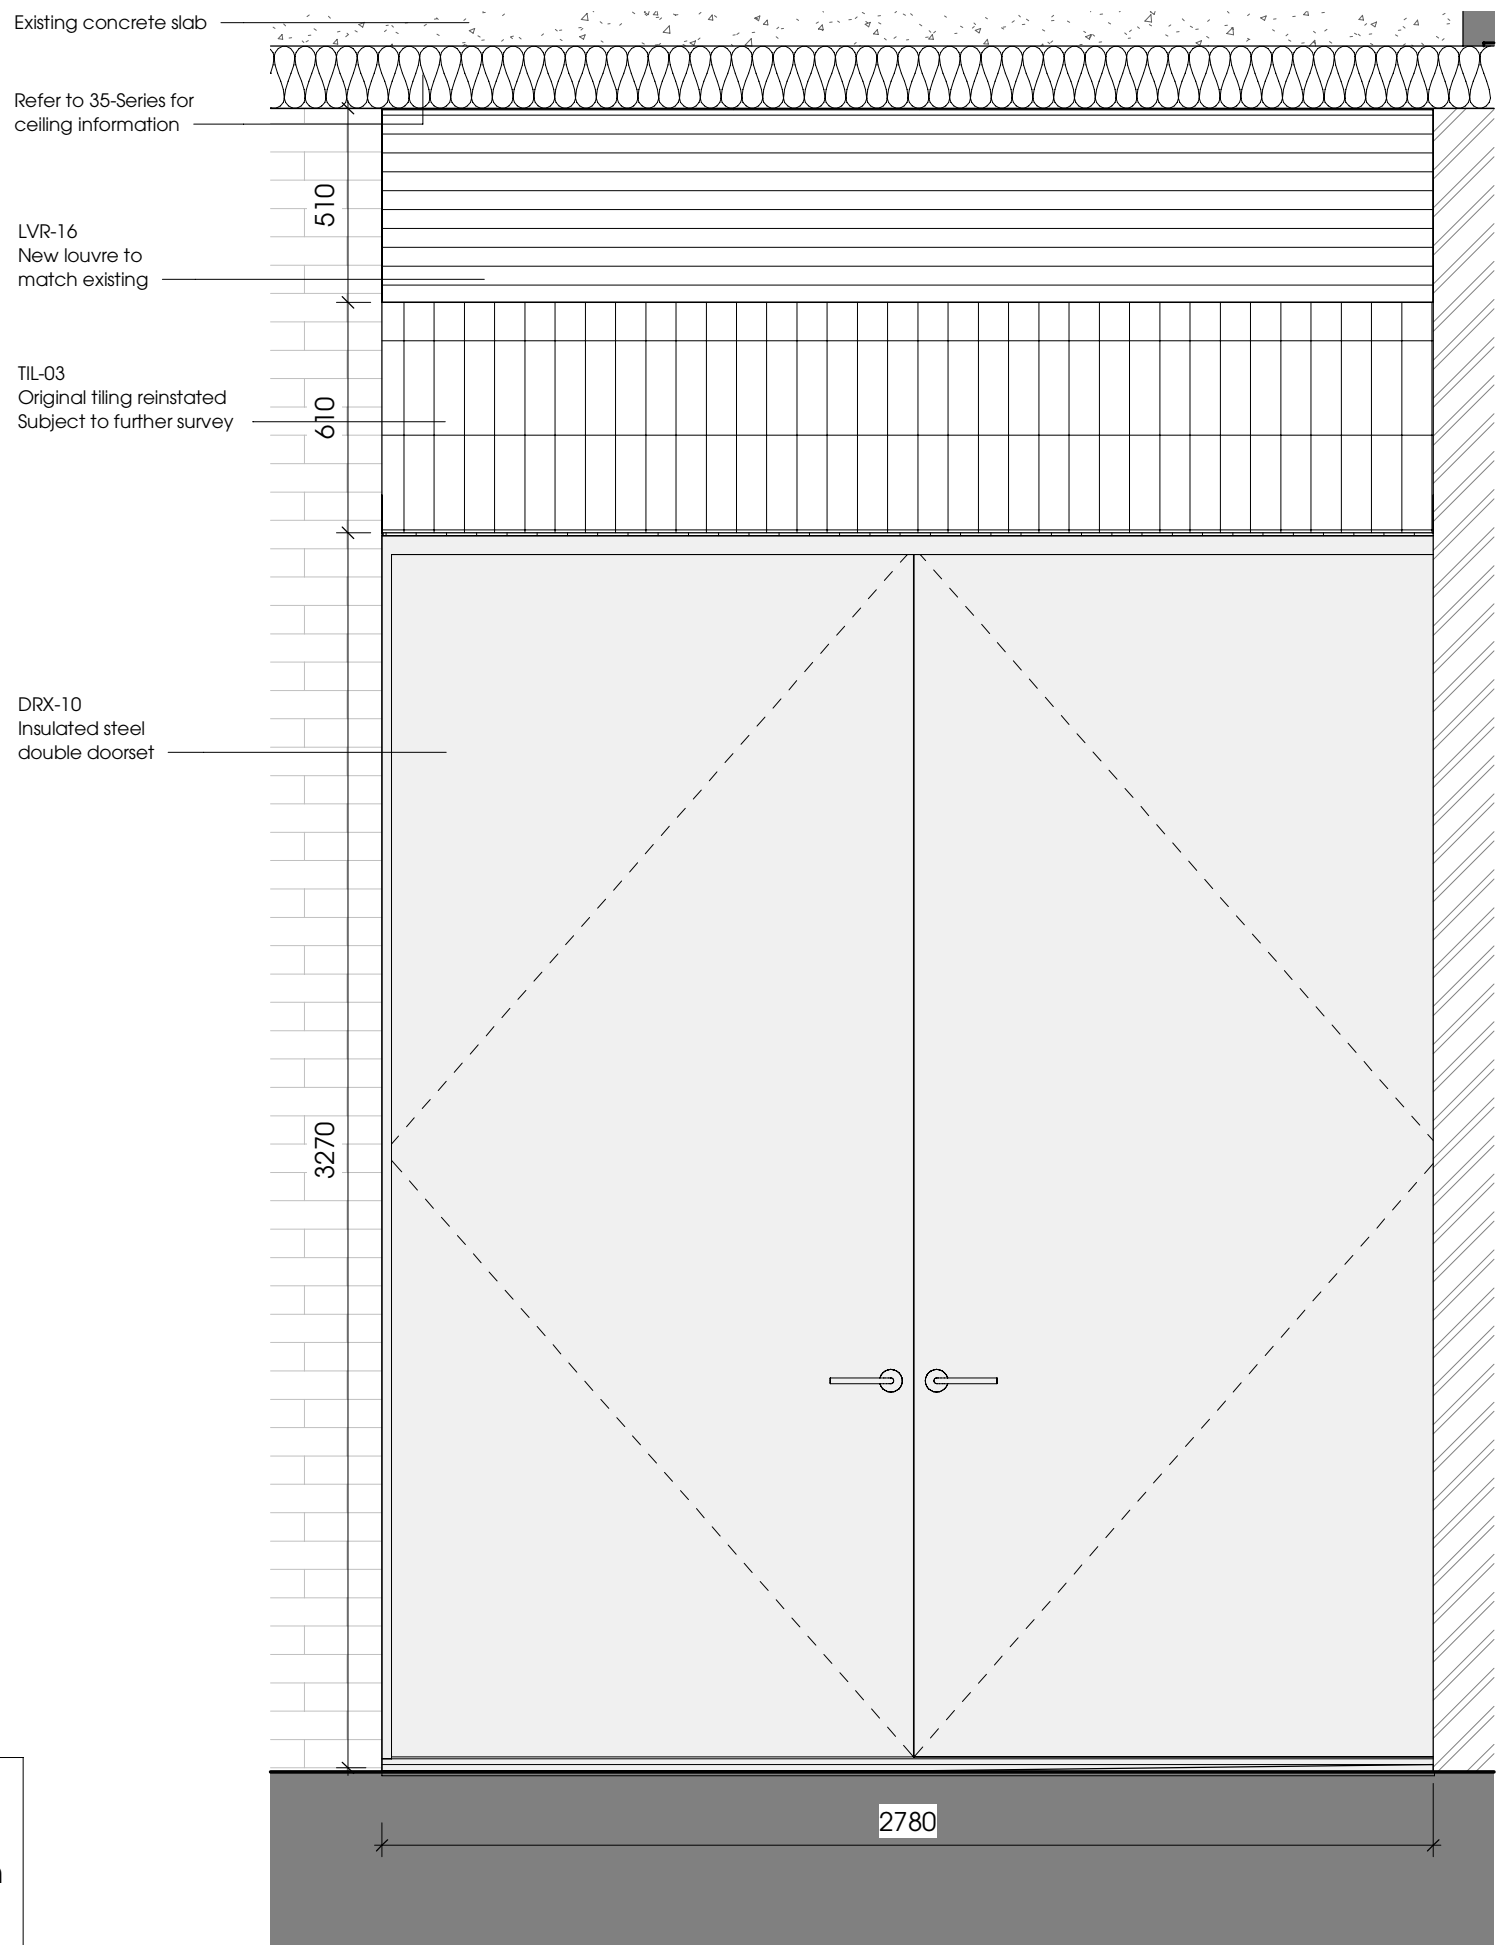 Existing concrete slab
Refer to 35-Series for
ceiling information
510
LVR-16
New louvre to
match existing
TIL-03
Original tiling reinstated
Subject to further survey
610
DRX-10
Insulated steel
double doorset
3270
2780